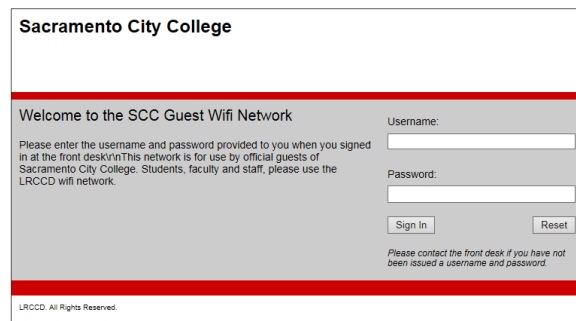 Sacramento City College
Welcome to the SCC Guest Wifi Network
Please enter the username and password provided to you when you signed
in at the front desk\r\nThis network is for use by official guests of
Sacramento City College. Students, faculty and staff, please use the
LRCCD wifi network.
Username:
Password:
Sign In
Reset
Please contact the front desk if you have not
been issued a username and password.
LRCCD. All Rights Reserved.